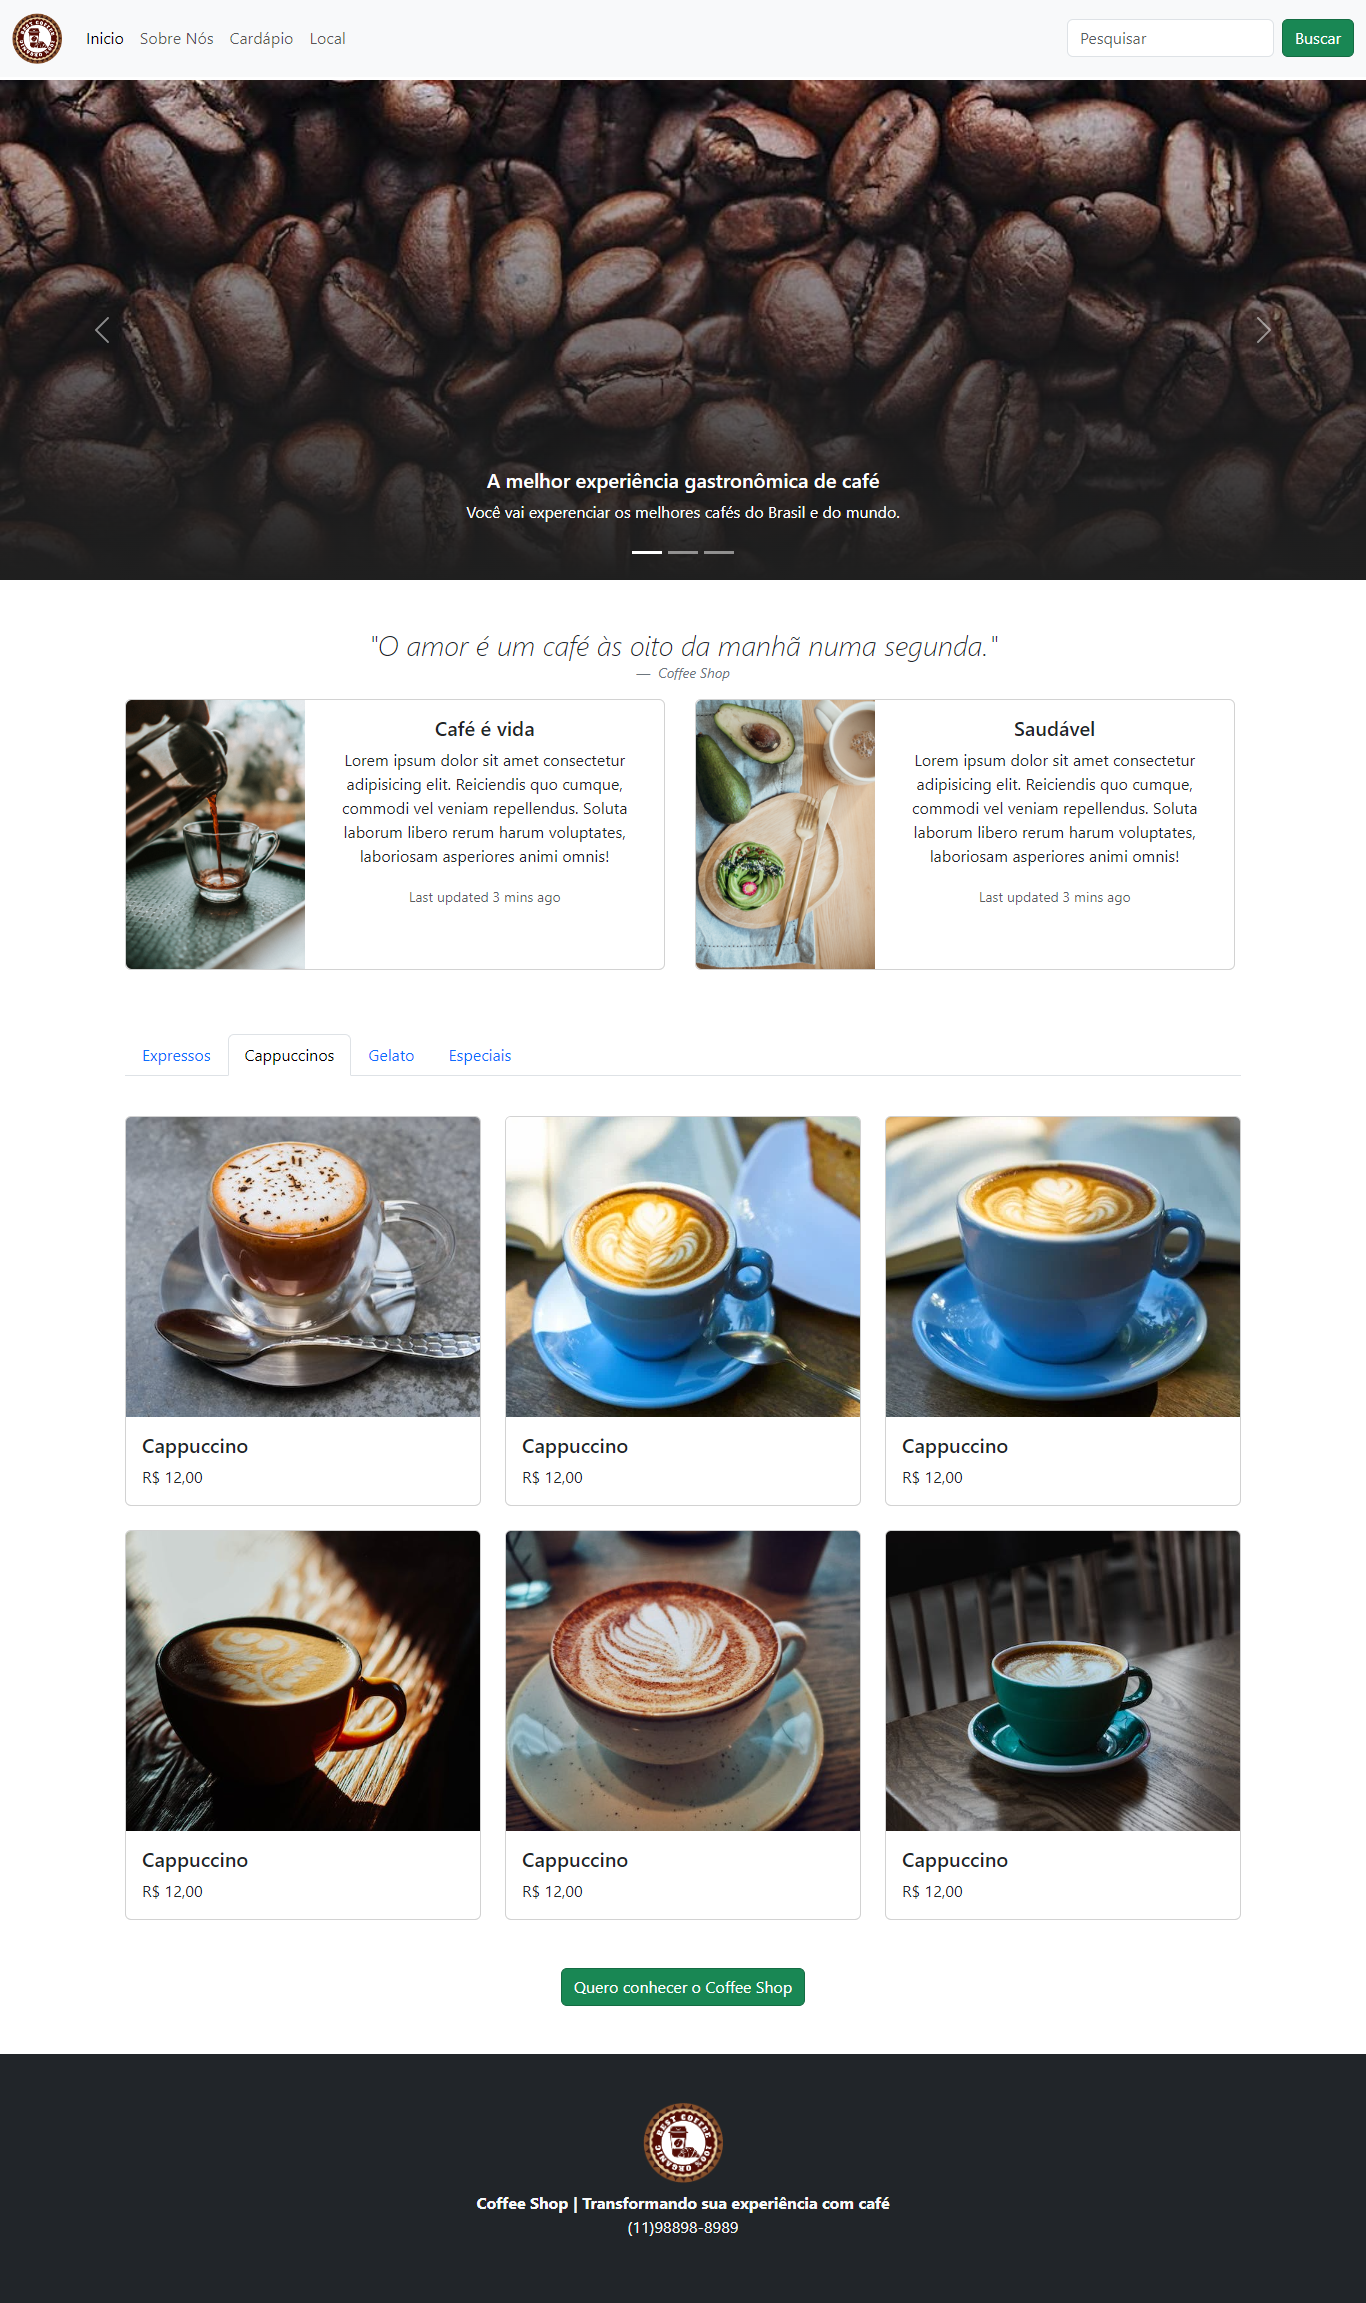 Inicio Sobre Nós Cardápio Local Pesquisar Buscar
A melhor experiência gastronômica de café
Você vai experenciar os melhores cafés do Brasil e do mundo.
"O amor é um café às oito da manhã numa segunda."
— Coffee Shop
Café é vida
Lorem ipsum dolor sit amet consectetur
adipisicing elit. Reiciendis quo cumque,
commodi vel veniam repellendus. Soluta
laborum libero rerum harum voluptates,
laboriosam asperiores animi omnis!
Last updated 3 mins ago
Saudável
Lorem ipsum dolor sit amet consectetur
adipisicing elit. Reiciendis quo cumque,
commodi vel veniam repellendus. Soluta
laborum libero rerum harum voluptates,
laboriosam asperiores animi omnis!
Last updated 3 mins ago
Expressos Cappuccinos Gelato Especiais
Cappuccino
R$ 12,00
Cappuccino
R$ 12,00
Cappuccino
R$ 12,00
Cappuccino
R$ 12,00
Cappuccino
R$ 12,00
Cappuccino
R$ 12,00
Quero conhecer o Coffee Shop
BEST COFFEE
100% ORGANIC
Coffee Shop | Transformando sua experiência com café
(11)98898-8989